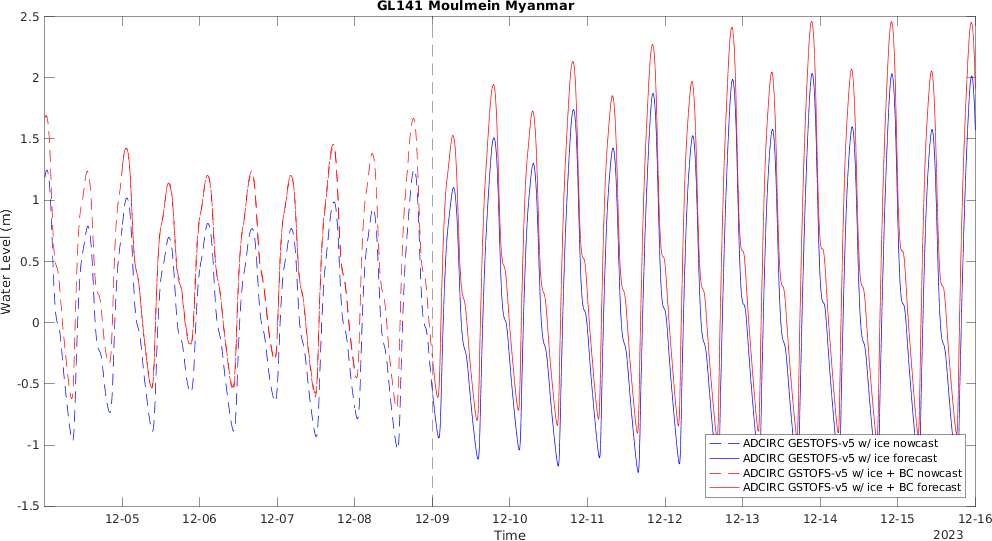 GL141 Moulmein Myanmar
2.5
2
1.5
1
0.5
0
-0.5
-1
-1.5
Water Level (m)
ADCIRC GESTOFS-v5 w/ ice nowcast
ADCIRC GESTOFS-v5 w/ ice forecast
ADCIRC GSTOFS-v5 w/ ice + BC nowcast
ADCIRC GSTOFS-v5 w/ ice + BC forecast
12-05 12-06 12-07 12-08 12-09 12-10 12-11 12-12 12-13 12-14 12-15 12-16
Time
2023